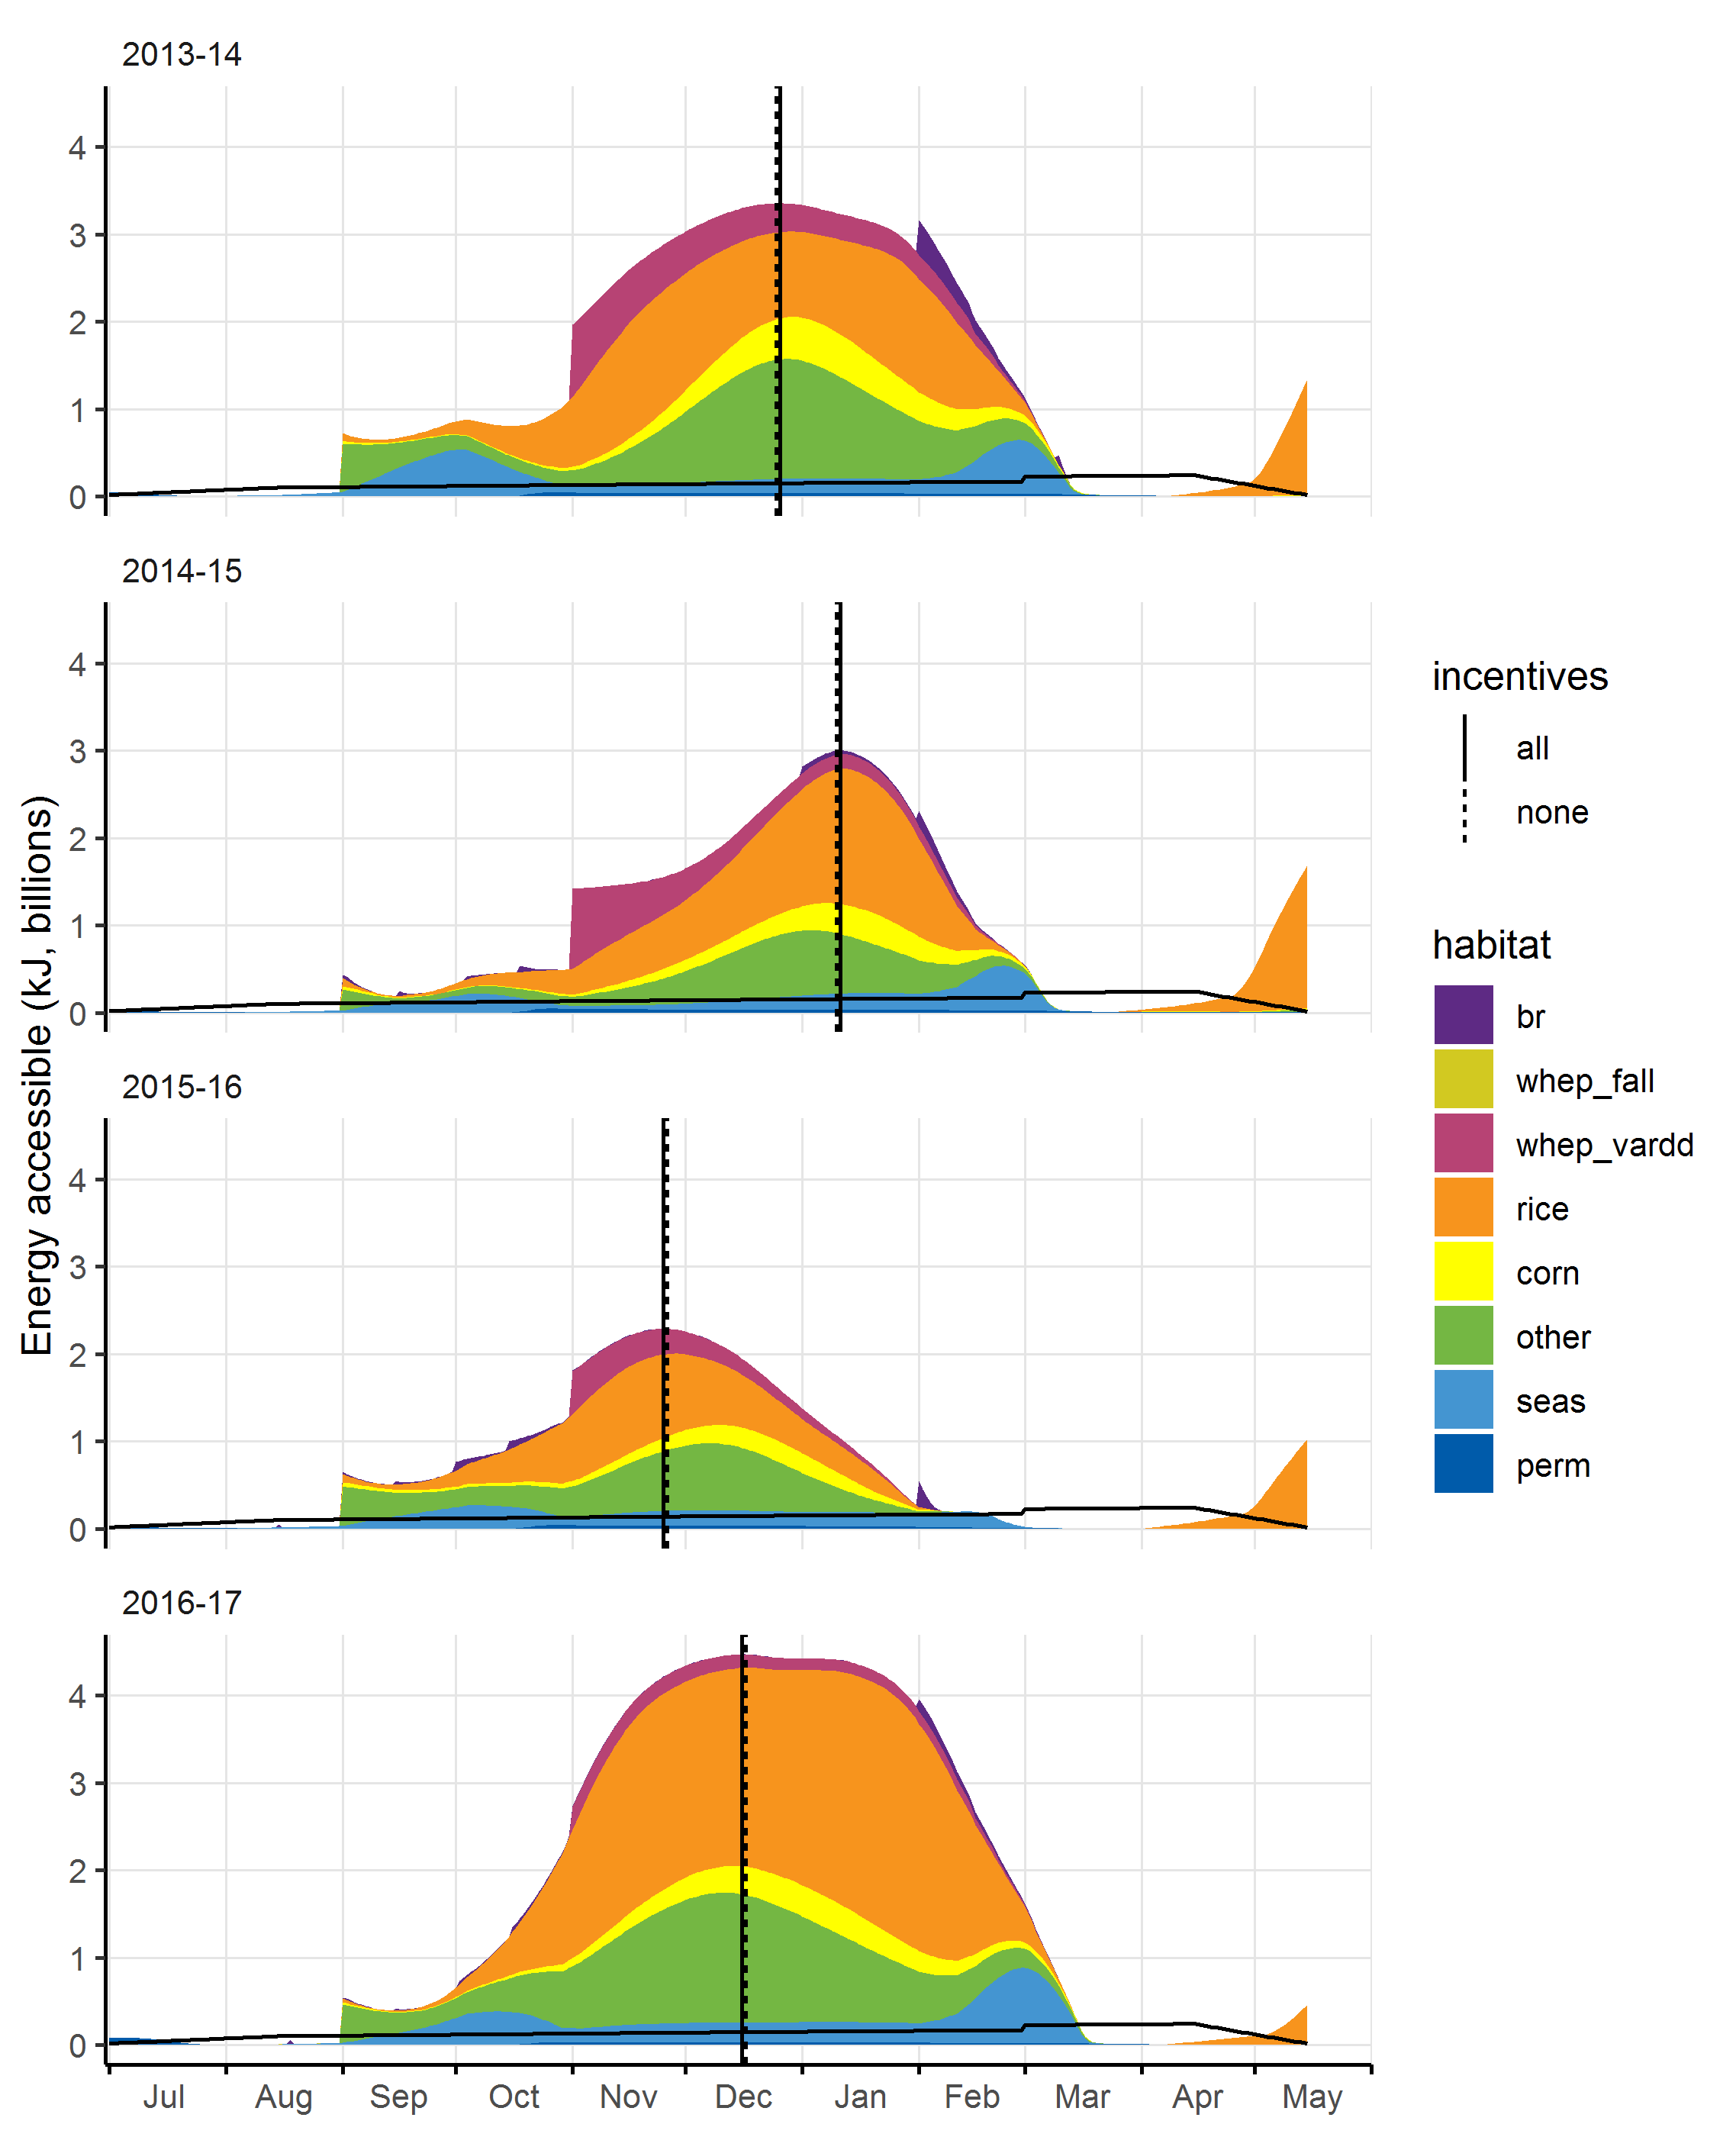 2013-14
4
3
2
1
0
2014-15
4
3
2
1
0
2015-16
4
3
2
1
0
2016-17
4
3
2
1
0
Jul Aug Sep Oct Nov Dec Jan Feb Mar Apr May
Energy accessible (kJ, billions)
incentives
all
none
habitat
br
whep_fall
whep_vardd
rice
corn
other
seas
perm